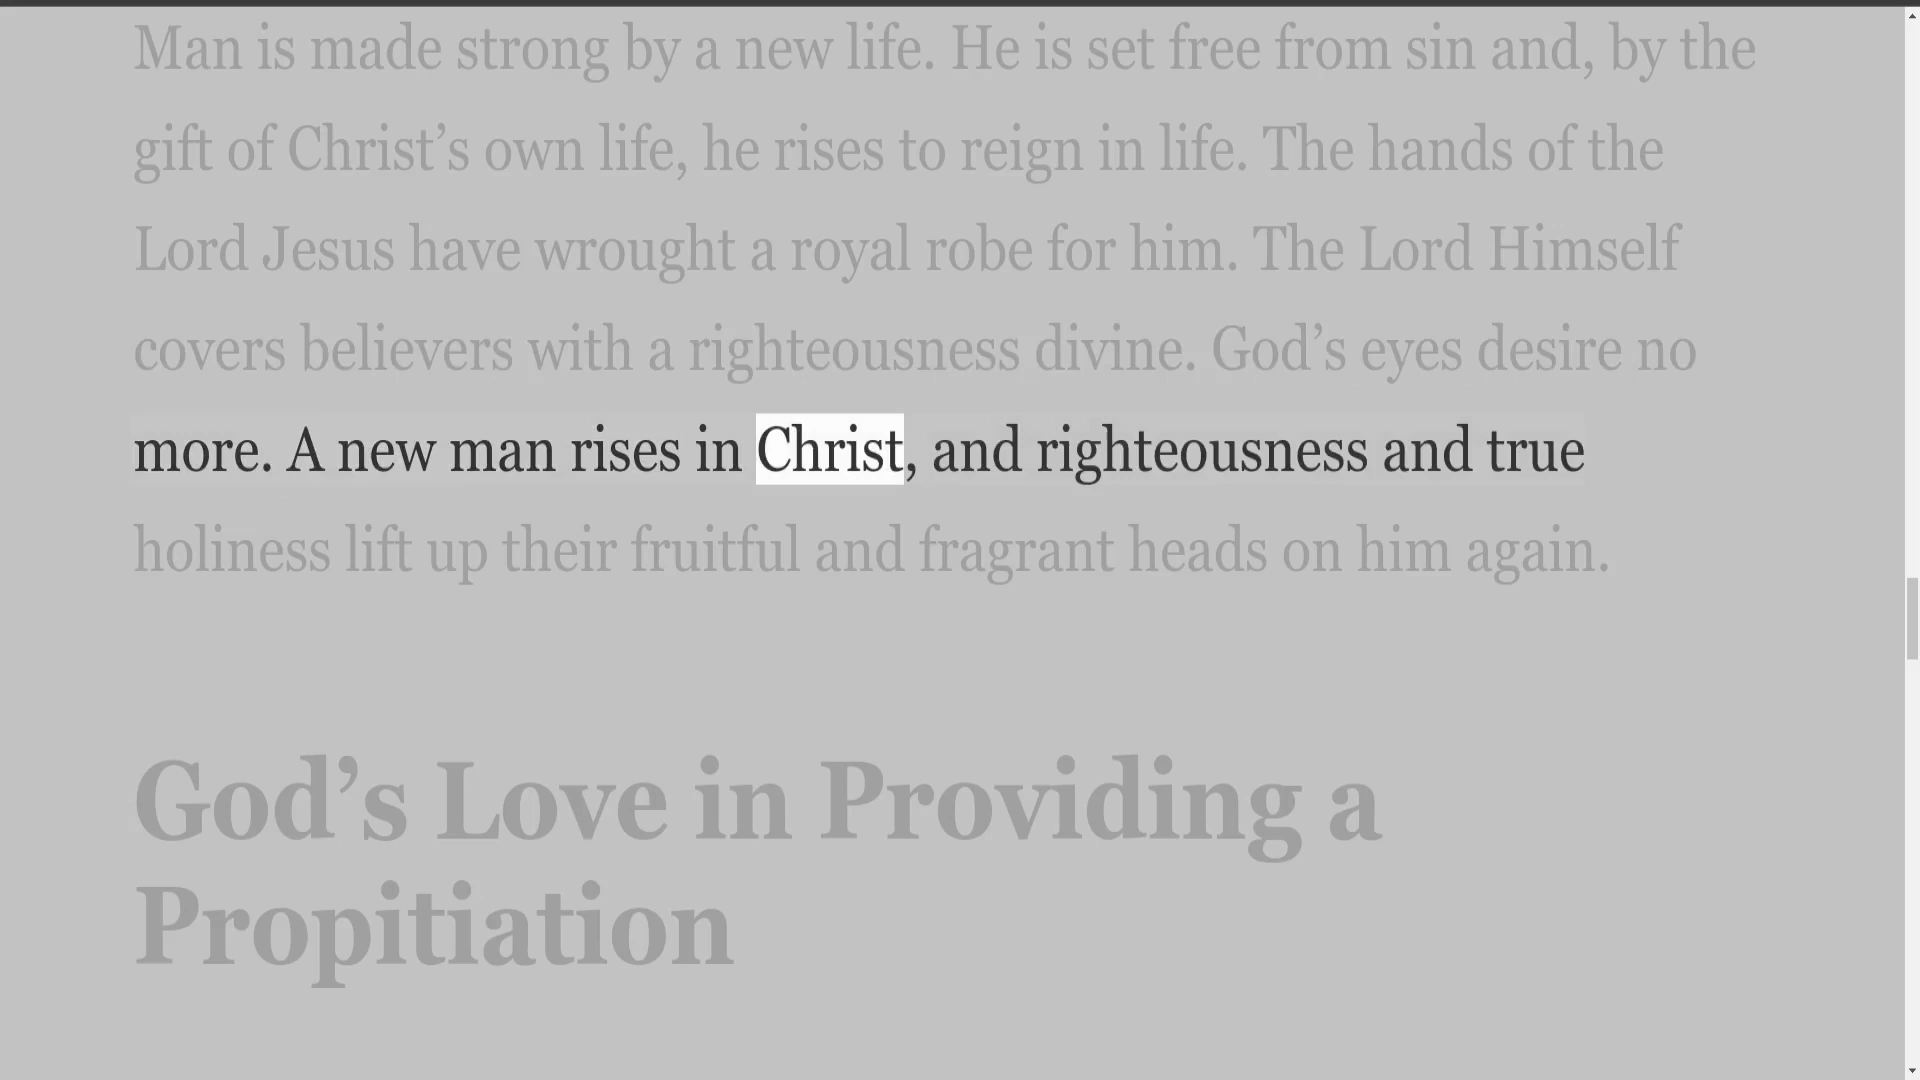 Man is made strong by a new life. He is set free from sin and, by the
gift of Christ’s own life, he rises to reign in life. The hands of the
Lord Jesus have wrought a royal robe for him. The Lord Himself
covers believers with a righteousness divine. God’s eyes desire no
more. A new man rises in Christ, and righteousness and true
holiness lift up their fruitful and fragrant heads on him again.
God’s Love in Providing a
Propitiation